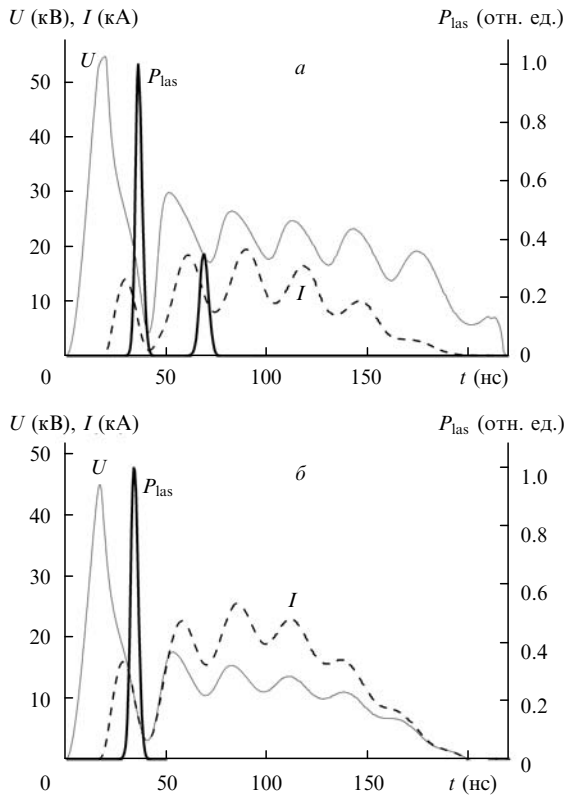 U (кВ), I (кА) P_las (отн. ед.)
U а
P_las
50 1.0
40 0.8
30 0.6
20 0.4
I
10 0.2
0 50 100 150 t (нс) 0
U (кВ), I (кА) P_las (отн. ед.)
50 U б
P_las 1.0
40 0.8
30 0.6
I
20 0.4
10 0.2
0 50 100 150 t (нс) 0